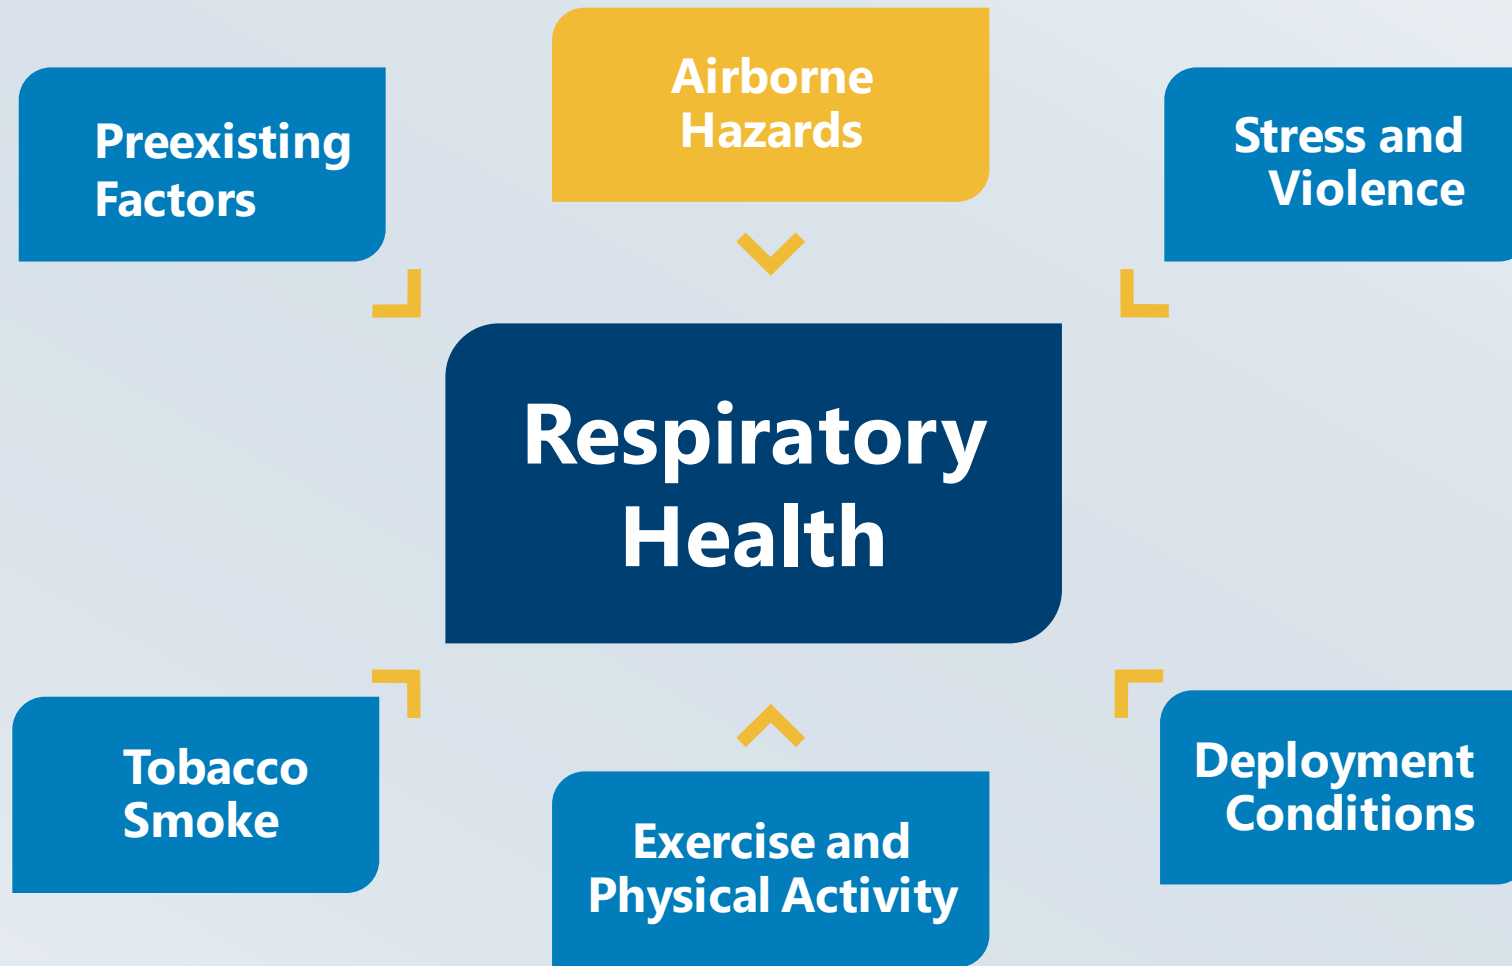 Airborne
Hazards
Preexisting
Factors
Stress and
Violence
Respiratory
Health
Tobacco
Smoke
Exercise and
Physical Activity
Deployment
Conditions